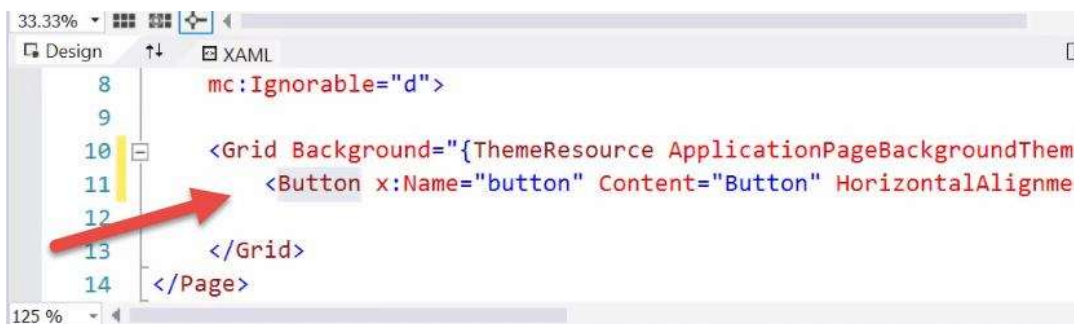 33.33%
Design XAML
8 mc:Ignorable="d">
9
10 <Grid Background="{ThemeResource ApplicationPageBackgroundThem
11 <Button x:Name="button" Content="Button" HorizontalAlignme
12
13 </Grid>
14 </Page>
125 %